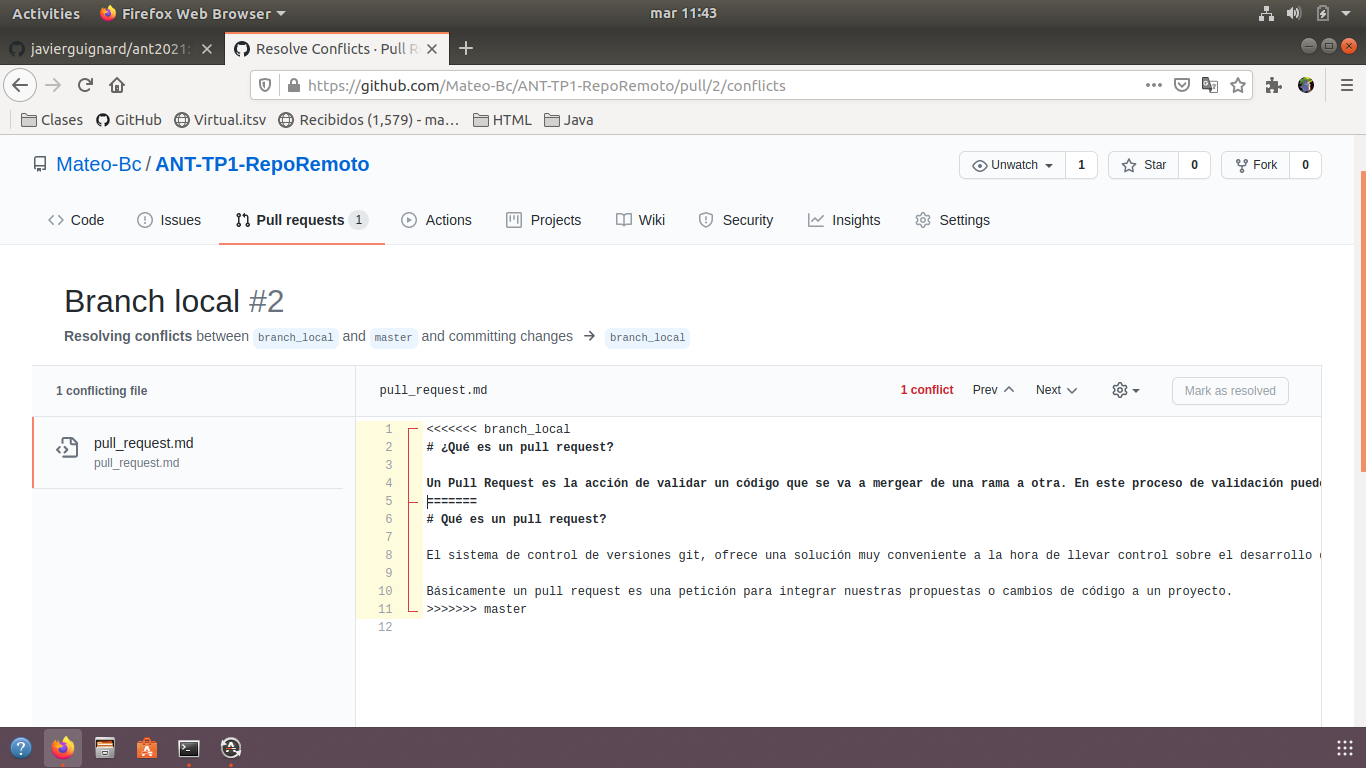 Activities Firefox Web Browser mar 11:43
javierguignard/ant2021: Resolve Conflicts · Pull R
https://github.com/Mateo-Bc/ANT-TP1-RepoRemoto/pull/2/conflicts
Clases GitHub Virtual.itsv Recibidos (1,579) - ma… HTML Java
Mateo-Bc / ANT-TP1-RepoRemoto Unwatch 1 Star 0 Fork 0
Code Issues Pull requests 1 Actions Projects Wiki Security Insights Settings
Branch local #2
Resolving conflicts between branch_local and master and committing changes → branch_local
1 conflicting file pull_request.md 1 conflict Prev Next Mark as resolved
pull_request.md
pull_request.md
1 <<<<<<< branch_local
2 # ¿Qué es un pull request?
3
4 Un Pull Request es la acción de validar un código que se va a mergear de una rama a otra. En este proceso de validación pued
5 =======
6 # Qué es un pull request?
7
8 El sistema de control de versiones git, ofrece una solución muy conveniente a la hora de llevar control sobre el desarrollo
9
10 Básicamente un pull request es una petición para integrar nuestras propuestas o cambios de código a un proyecto.
11 >>>>>>> master
12